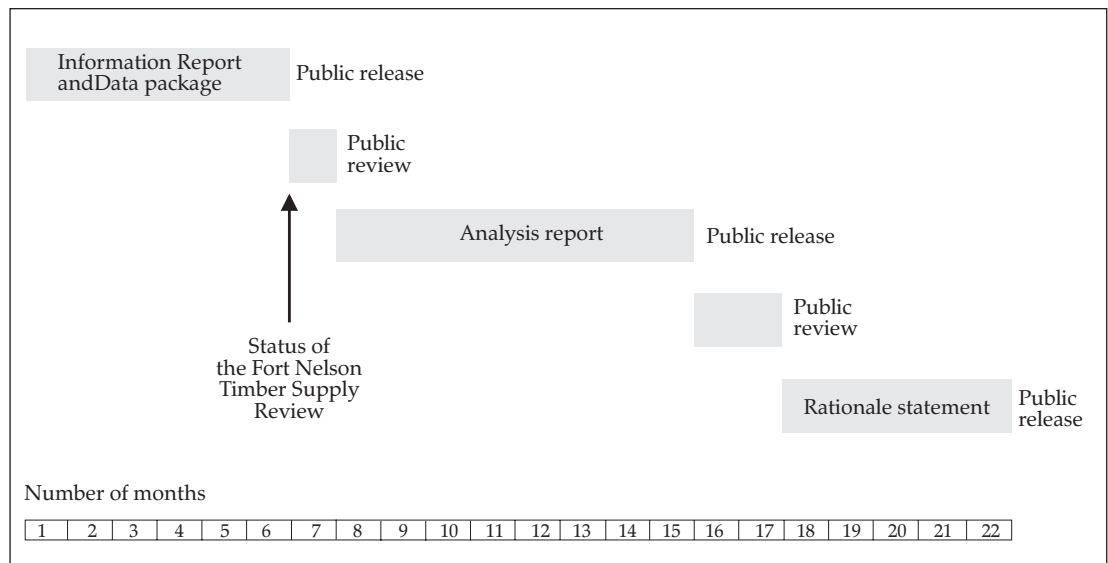 Information Report
andData package
Public release
Public
review
Analysis report
Public release
Public
review
Status of
the Fort Nelson
Timber Supply
Review
Rationale statement
Public
release
Number of months
1 2 3 4 5 6 7 8 9 10 11 12 13 14 15 16 17 18 19 20 21 22